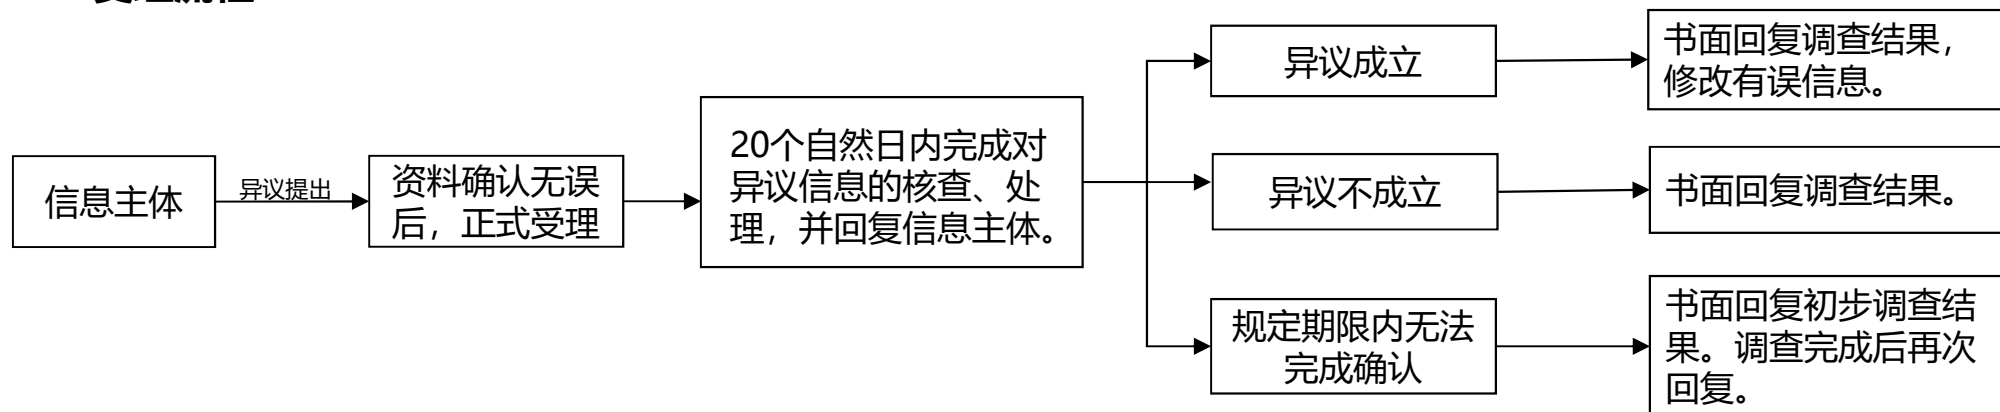 信息主体
异议提出
资料确认无误
后，正式受理
20个自然日内完成对
异议信息的核查、处
理，并回复信息主体。
异议成立
书面回复调查结果，
修改有误信息。
异议不成立
书面回复调查结果。
规定期限内无法
完成确认
书面回复初步调查结
果。调查完成后再次
回复。